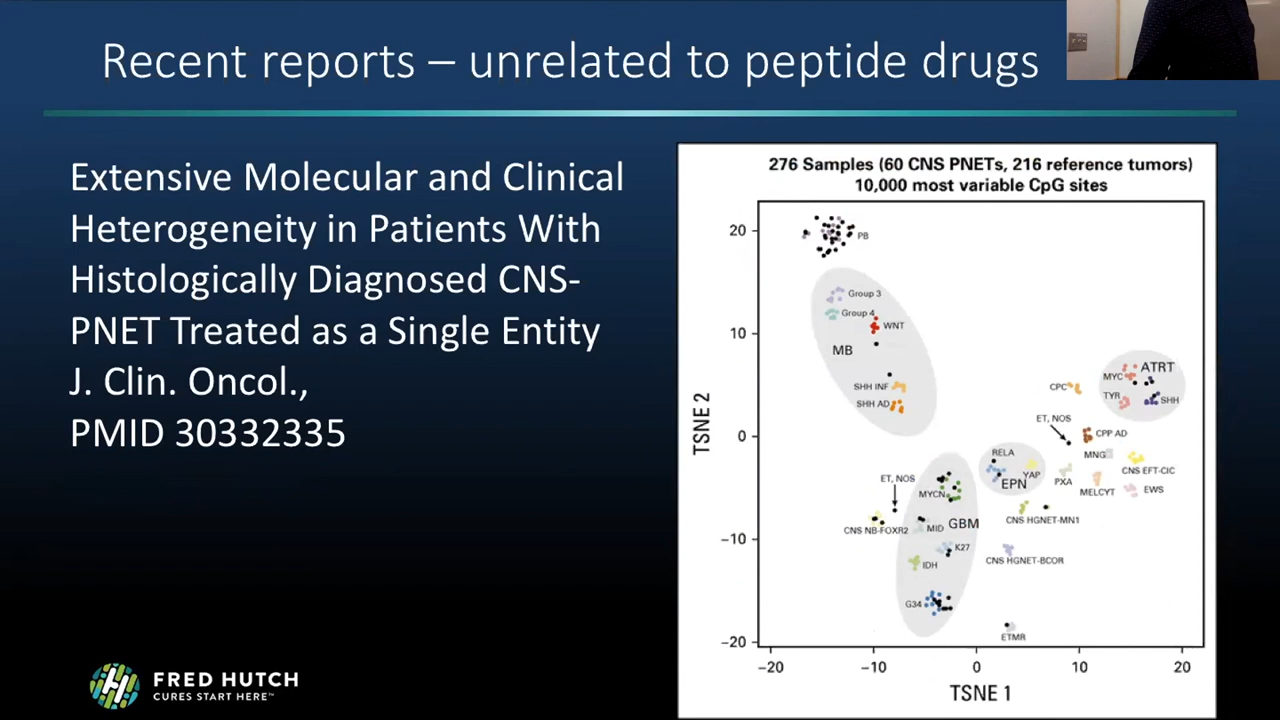 Recent reports – unrelated to peptide drugs
Extensive Molecular and Clinical
Heterogeneity in Patients With
Histologically Diagnosed CNS-
PNET Treated as a Single Entity
J. Clin. Oncol.,
PMID 30332335
FRED HUTCH
CURES START HERE™
276 Samples (60 CNS PNETs, 216 reference tumors)
10,000 most variable CpG sites
TSNE 2
20
10
0
−10
−20
PB
Group 3
Group 4
WNT
MB
SHH INF
SHH AD
ATRT
MYC
TYR
SHH
CPC
ET, NOS
CPP AD
MNG
CNS EFT-CIC
RELA
YAP
EPN
PXA
MELCYT
EWS
ET, NOS
MYCN
CNS HGNET-MN1
GBM
MID
CNS NB-FOXR2
K27
CNS HGNET-BCOR
IDH
G34
ETMR
−20
−10
0
10
20
TSNE 1